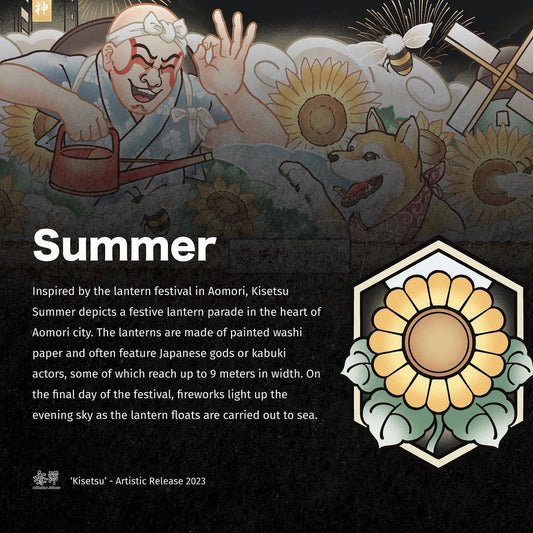 神
Summer
Inspired by the lantern festival in Aomori, Kisetsu
Summer depicts a festive lantern parade in the heart of
Aomori city. The lanterns are made of painted washi
paper and often feature Japanese gods or kabuki
actors, some of which reach up to 9 meters in width. On
the final day of the festival, fireworks light up the
evening sky as the lantern floats are carried out to sea.
'Kisetsu' - Artistic Release 2023